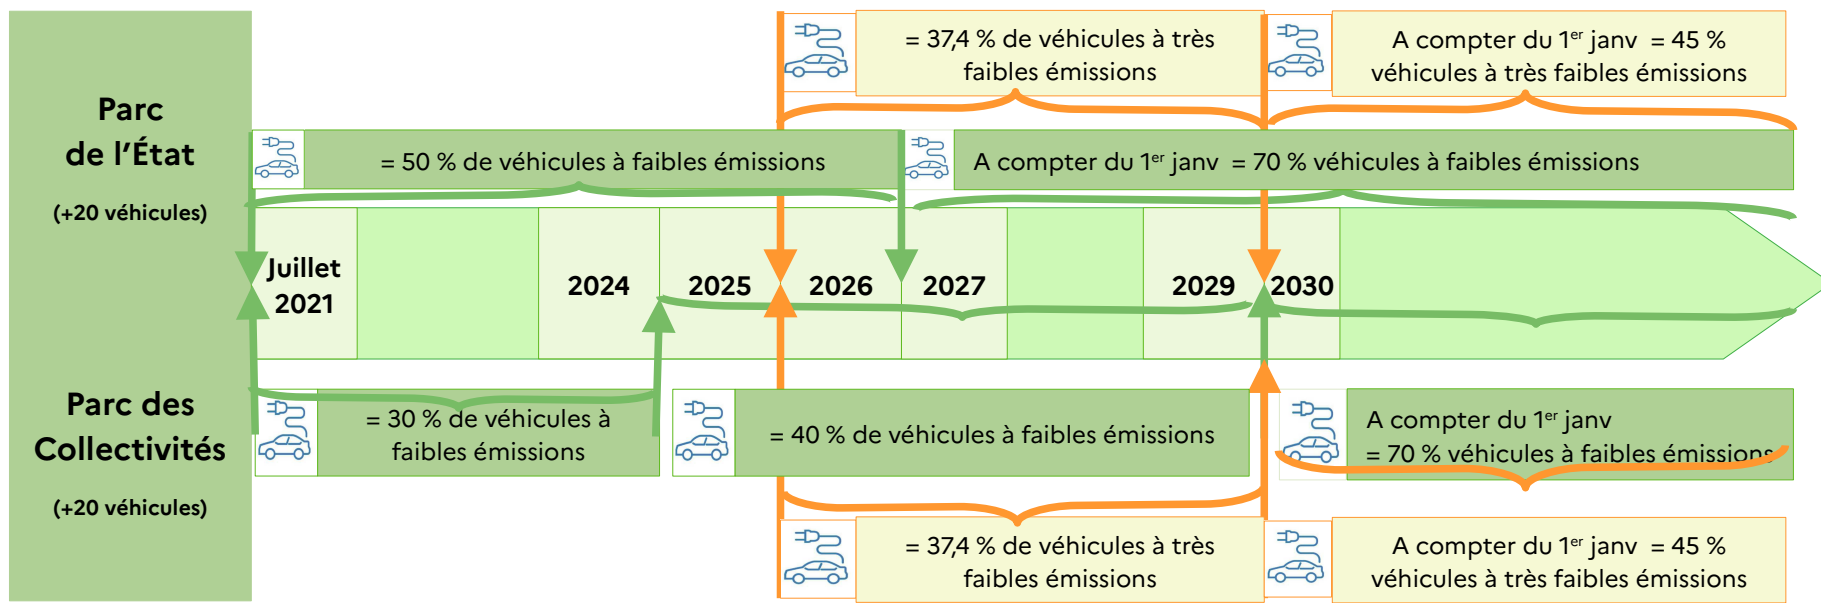 Parc
de l’État
(+20 véhicules)
= 37,4 % de véhicules à très
faibles émissions
A compter du 1er janv = 45 %
véhicules à très faibles émissions
= 50 % de véhicules à faibles émissions
A compter du 1er janv = 70 % véhicules à faibles émissions
Juillet
2021
2024
2025
2026
2027
2029
2030
Parc des
Collectivités
(+20 véhicules)
= 30 % de véhicules à
faibles émissions
= 40 % de véhicules à faibles émissions
A compter du 1er janv
= 70 % véhicules à faibles émissions
= 37,4 % de véhicules à très
faibles émissions
A compter du 1er janv = 45 %
véhicules à très faibles émissions